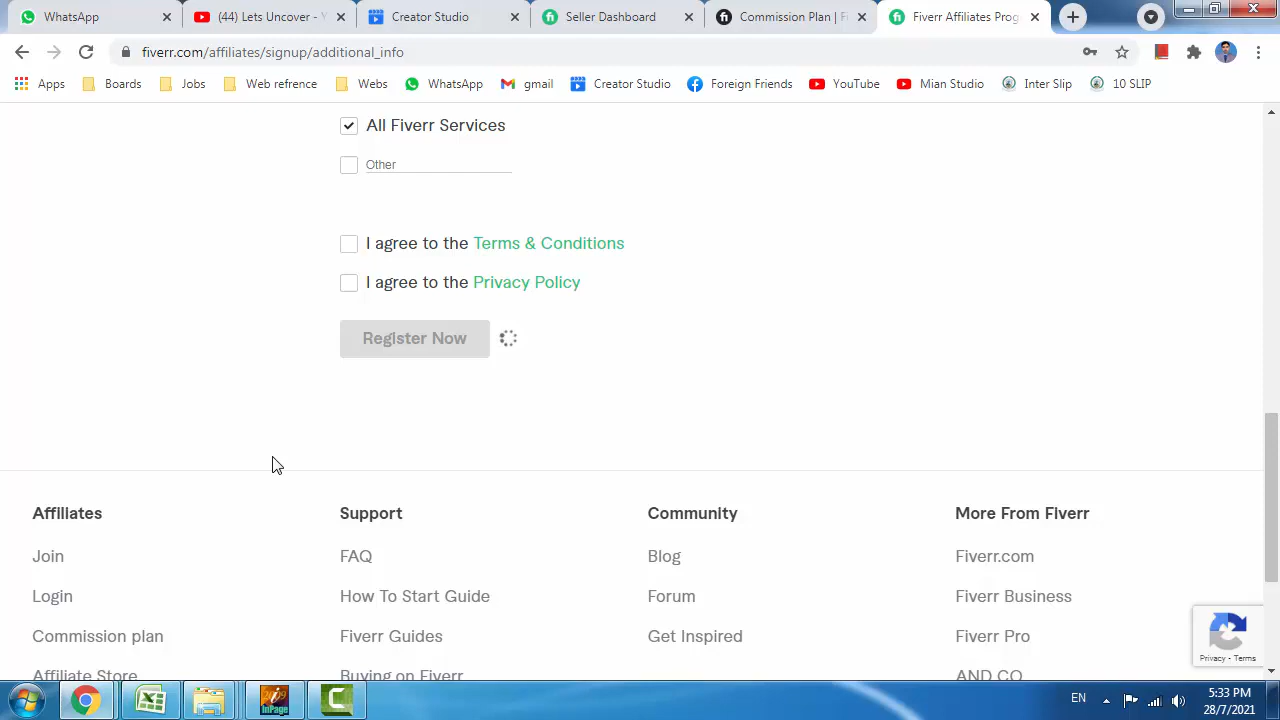 WhatsApp
(44) Lets Uncover - Y
Creator Studio
Seller Dashboard
Commission Plan | Fi
Fiverr Affiliates Prog
fiverr.com/affiliates/signup/additional_info
Apps
Boards
Jobs
Web refrence
Webs
WhatsApp
gmail
Creator Studio
Foreign Friends
YouTube
Mian Studio
Inter Slip
10 SLIP
All Fiverr Services
Other
I agree to the Terms & Conditions
I agree to the Privacy Policy
Register Now
Affiliates
Support
Community
More From Fiverr
Join
FAQ
Blog
Fiverr.com
Login
How To Start Guide
Forum
Fiverr Business
Commission plan
Fiverr Guides
Get Inspired
Fiverr Pro
Affiliate Store
Buying on Fiverr
AND CO
Privacy - Terms
InPage
EN
5:33 PM
28/7/2021